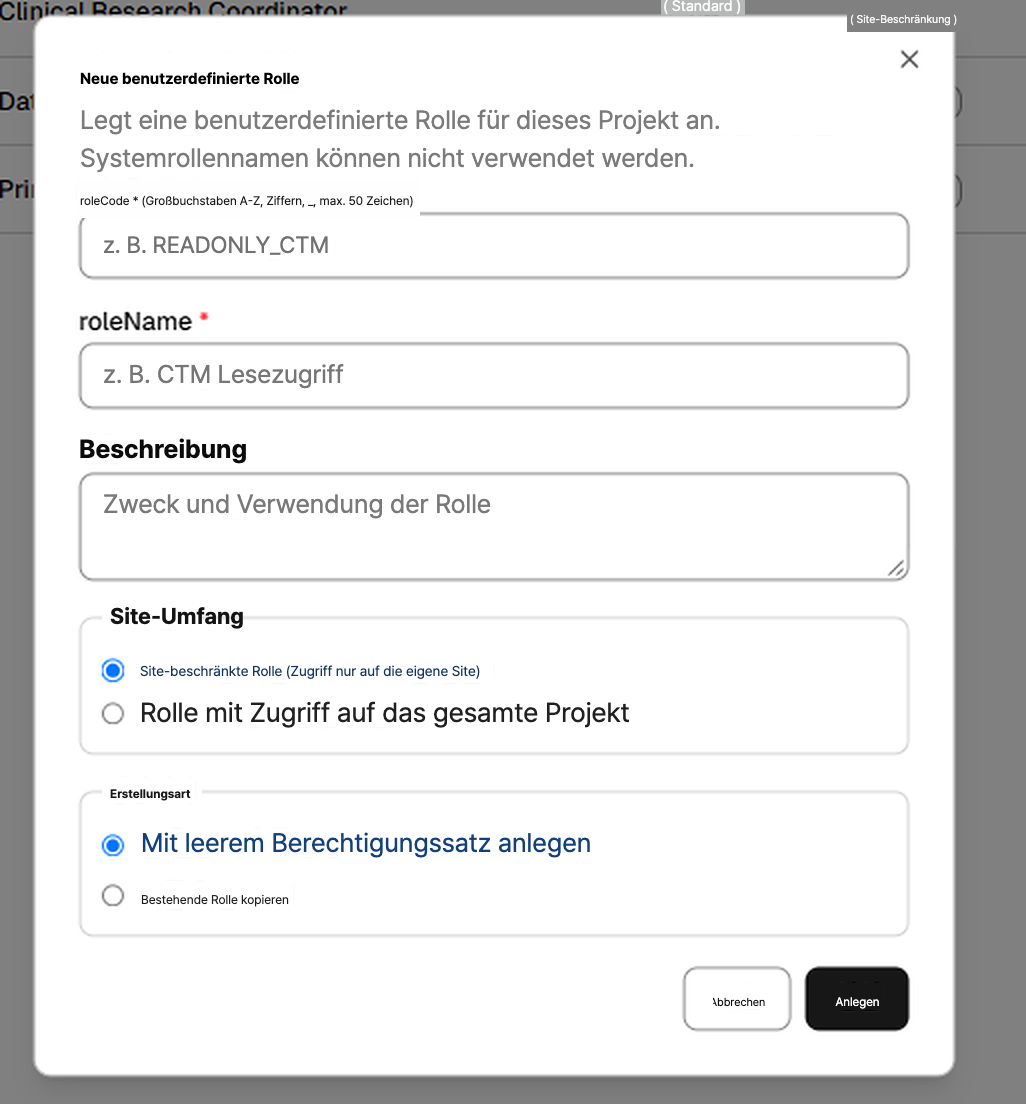 Clinical Research Coordinator
( Standard )
( Site-Beschränkung )
Neue benutzerdefinierte Rolle
Legt eine benutzerdefinierte Rolle für dieses Projekt an.
Systemrollennamen können nicht verwendet werden.
roleCode * (Großbuchstaben A-Z, Ziffern, _, max. 50 Zeichen)
z. B. READONLY_CTM
roleName *
z. B. CTM Lesezugriff
Beschreibung
Zweck und Verwendung der Rolle
Site-Umfang
Site-beschränkte Rolle (Zugriff nur auf die eigene Site)
Rolle mit Zugriff auf das gesamte Projekt
Erstellungsart
Mit leerem Berechtigungssatz anlegen
Bestehende Rolle kopieren
Abbrechen
Anlegen